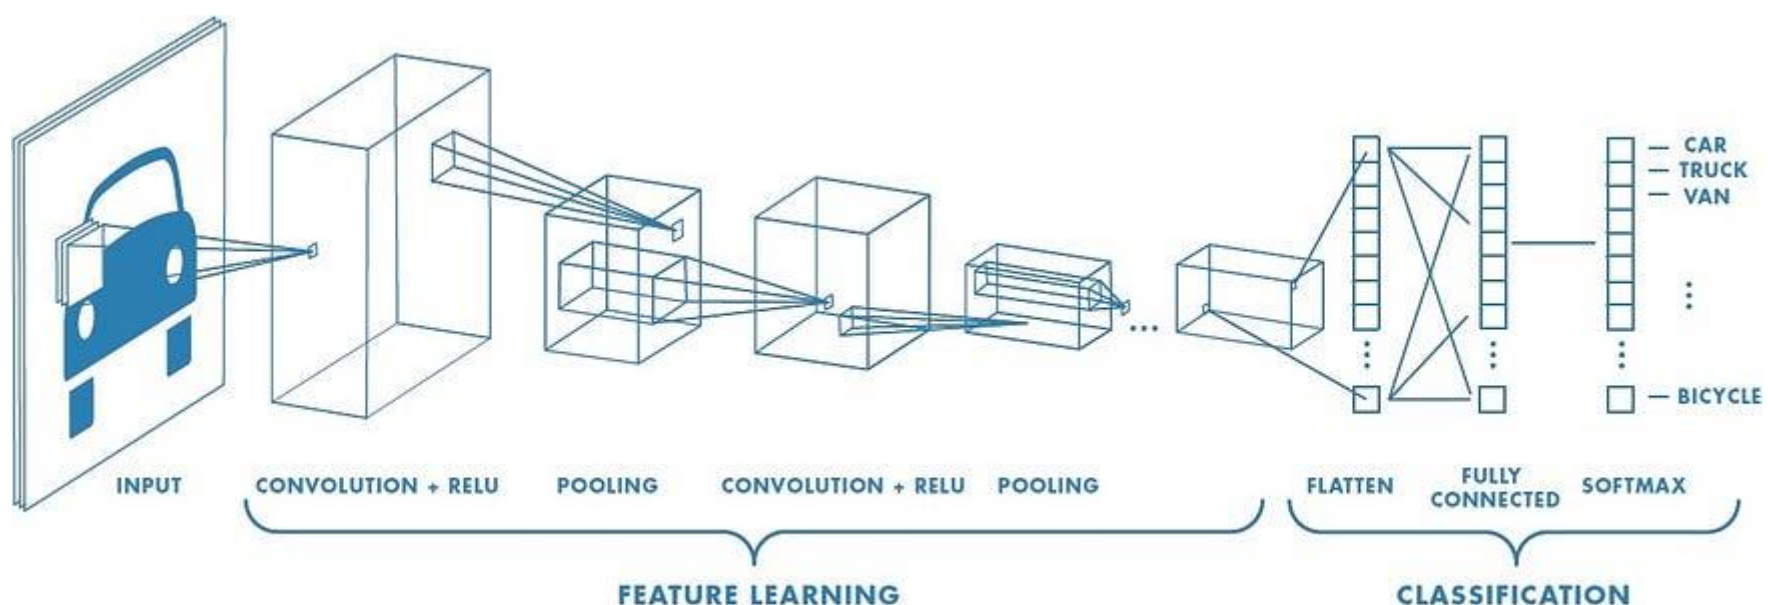 CAR
TRUCK
VAN
BICYCLE
INPUT
CONVOLUTION + RELU
POOLING
CONVOLUTION + RELU
POOLING
FLATTEN
FULLY
CONNECTED
SOFTMAX
FEATURE LEARNING
CLASSIFICATION